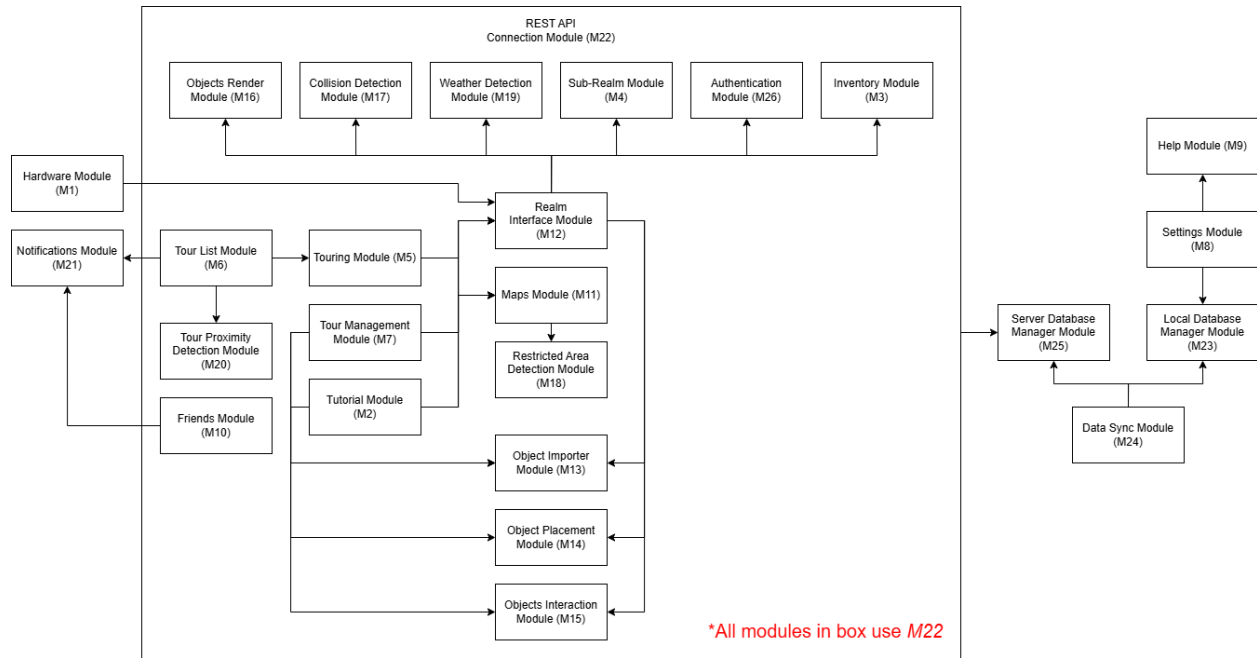 REST API
Connection Module (M22)
Objects Render
Module (M16)
Collision Detection
Module (M17)
Weather Detection
Module (M19)
Sub-Realm Module
(M4)
Authentication
Module (M26)
Inventory Module
(M3)
Help Module (M9)
Hardware Module
(M1)
Realm
Interface Module
(M12)
Settings Module
(M8)
Notifications Module
(M21)
Tour List Module
(M6)
Touring Module (M5)
Maps Module (M11)
Tour Management
Module (M7)
Tour Proximity
Detection Module
(M20)
Restricted Area
Detection Module
(M18)
Server Database
Manager Module
(M25)
Local Database
Manager Module
(M23)
Tutorial Module
(M2)
Friends Module
(M10)
Data Sync Module
(M24)
Object Importer
Module (M13)
Object Placement
Module (M14)
Objects Interaction
Module (M15)
*All modules in box use M22